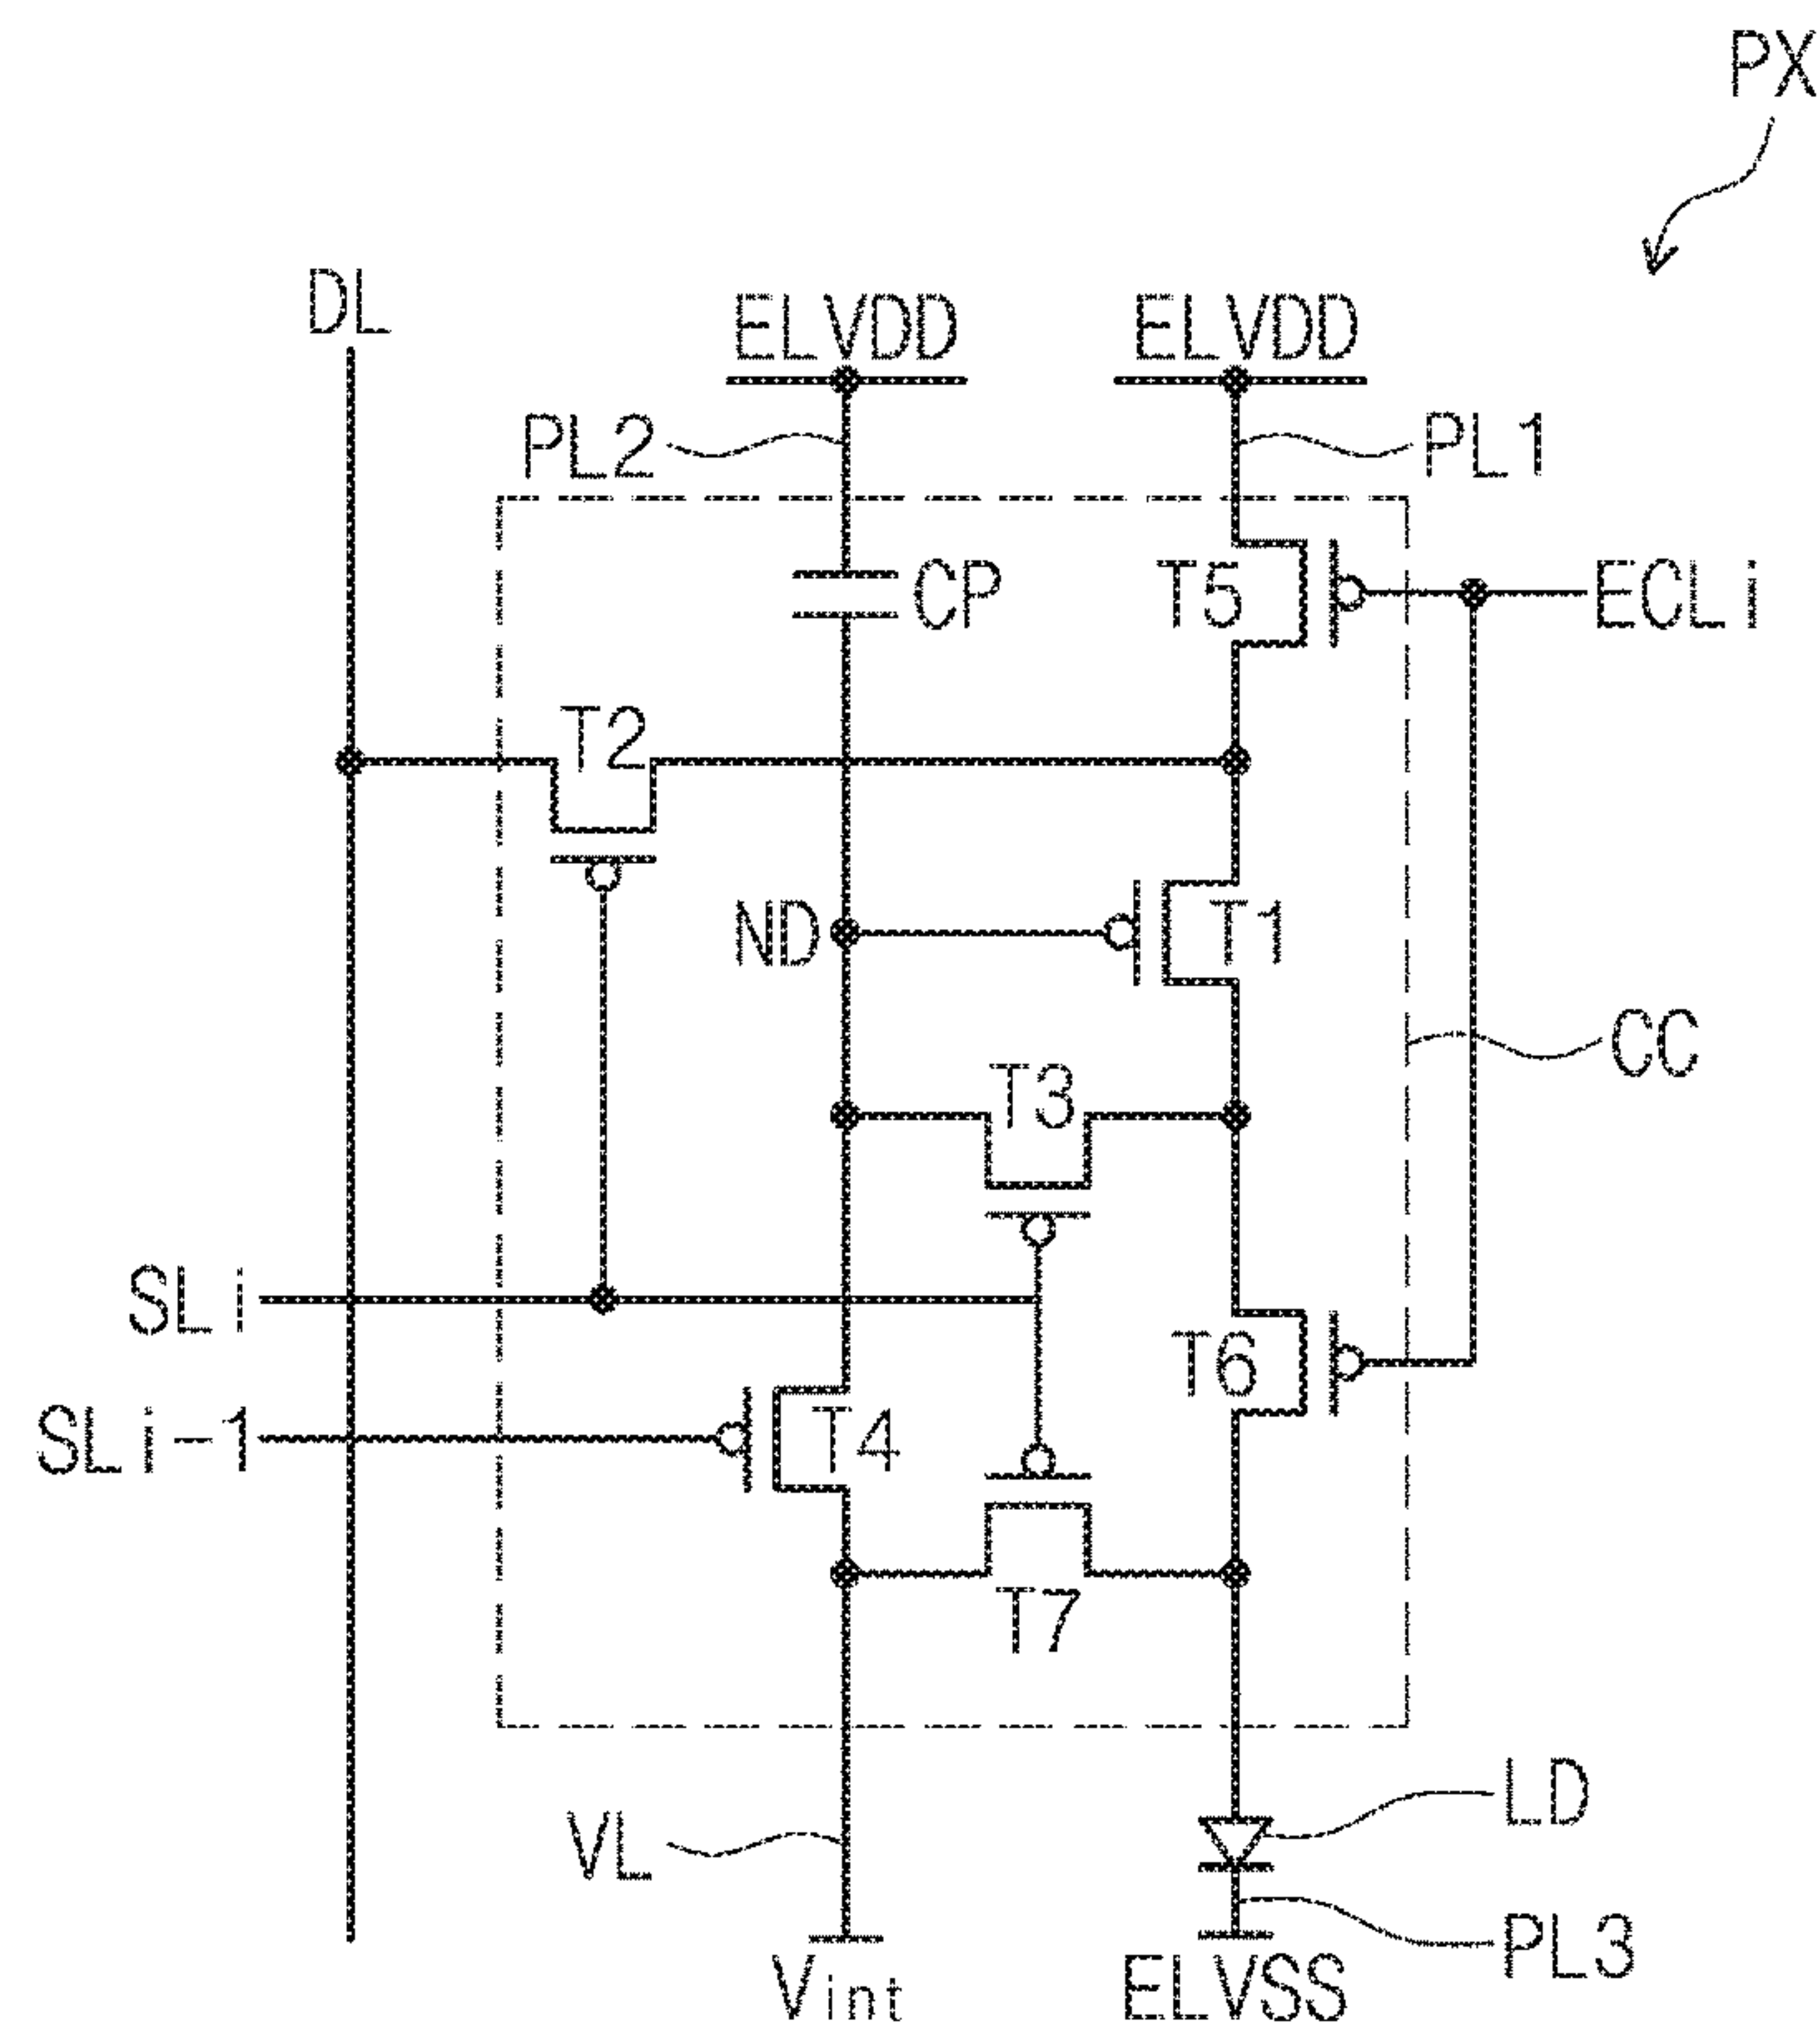 PX
DL
ELVDD
ELVDD
PL2
PL1
CP
T5
ECLi
T2
ND
T1
CC
T3
SLi
T6
SLi-1
T4
T7
LD
VL
PL3
Vint
ELVSS